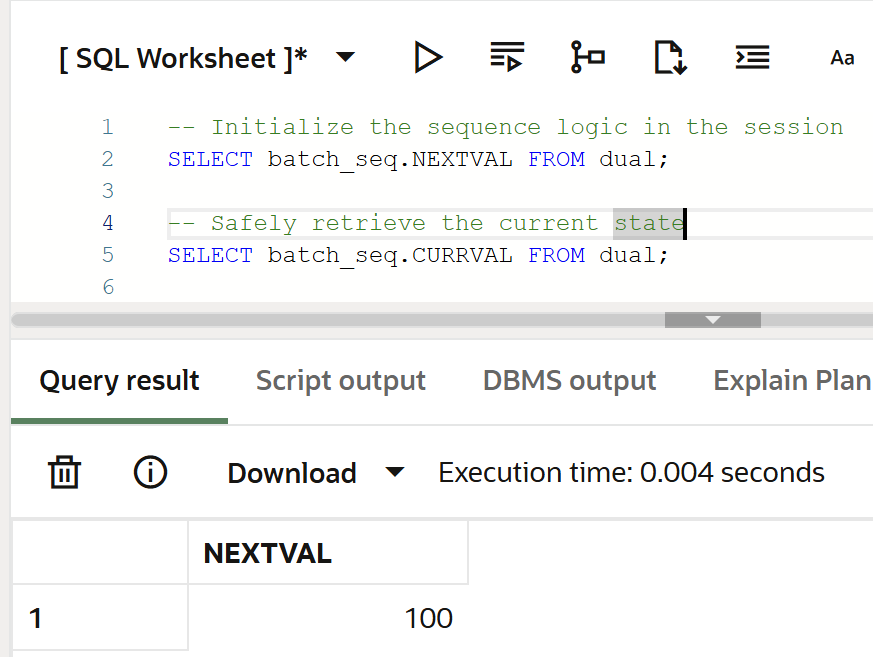 [ SQL Worksheet ]* Aa
1 -- Initialize the sequence logic in the session
2 SELECT batch_seq.NEXTVAL FROM dual;
3
4 -- Safely retrieve the current state
5 SELECT batch_seq.CURRVAL FROM dual;
6
Query result Script output DBMS output Explain Plan
Download Execution time: 0.004 seconds
NEXTVAL
1 100